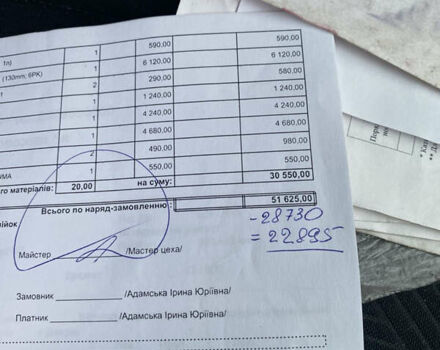 1л) 1 590,00 590,00
1 6 120,00 6 120,00
(130mm; 6PK) 2 290,00 580,00
1 1 240,00 1 240,00
1 4 240,00 4 240,00
1 4 680,00 4 680,00
2 490,00 980,00
1 550,00 550,00
го матеріалів: 20,00 на суму: 30 550,00
Всього по наряд-замовленню: 51 625,00
-28730
ійок
= 22895
Майстер /Мастер цеха/
Замовник /Адамська Ірина Юріївна/
Платник /Адамська Ірина Юріївна/